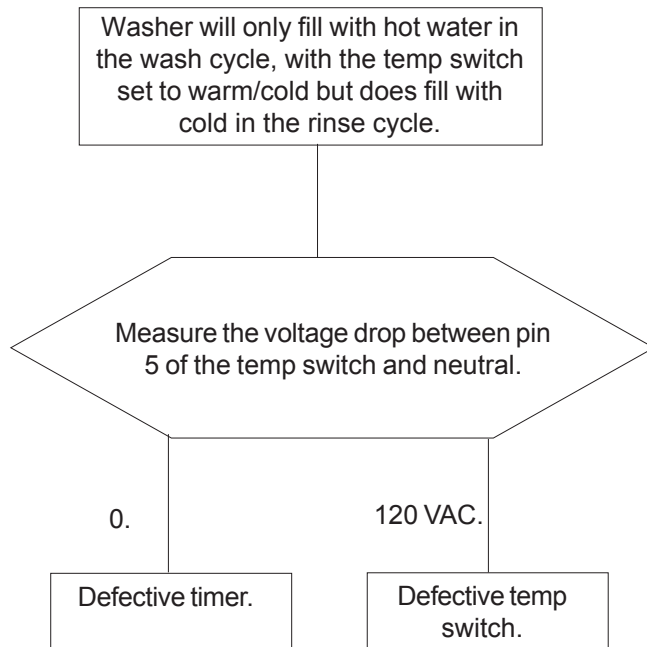 Washer will only fill with hot water in
the wash cycle, with the temp switch
set to warm/cold but does fill with
cold in the rinse cycle.
Measure the voltage drop between pin
5 of the temp switch and neutral.
0.
120 VAC.
Defective timer.
Defective temp
switch.